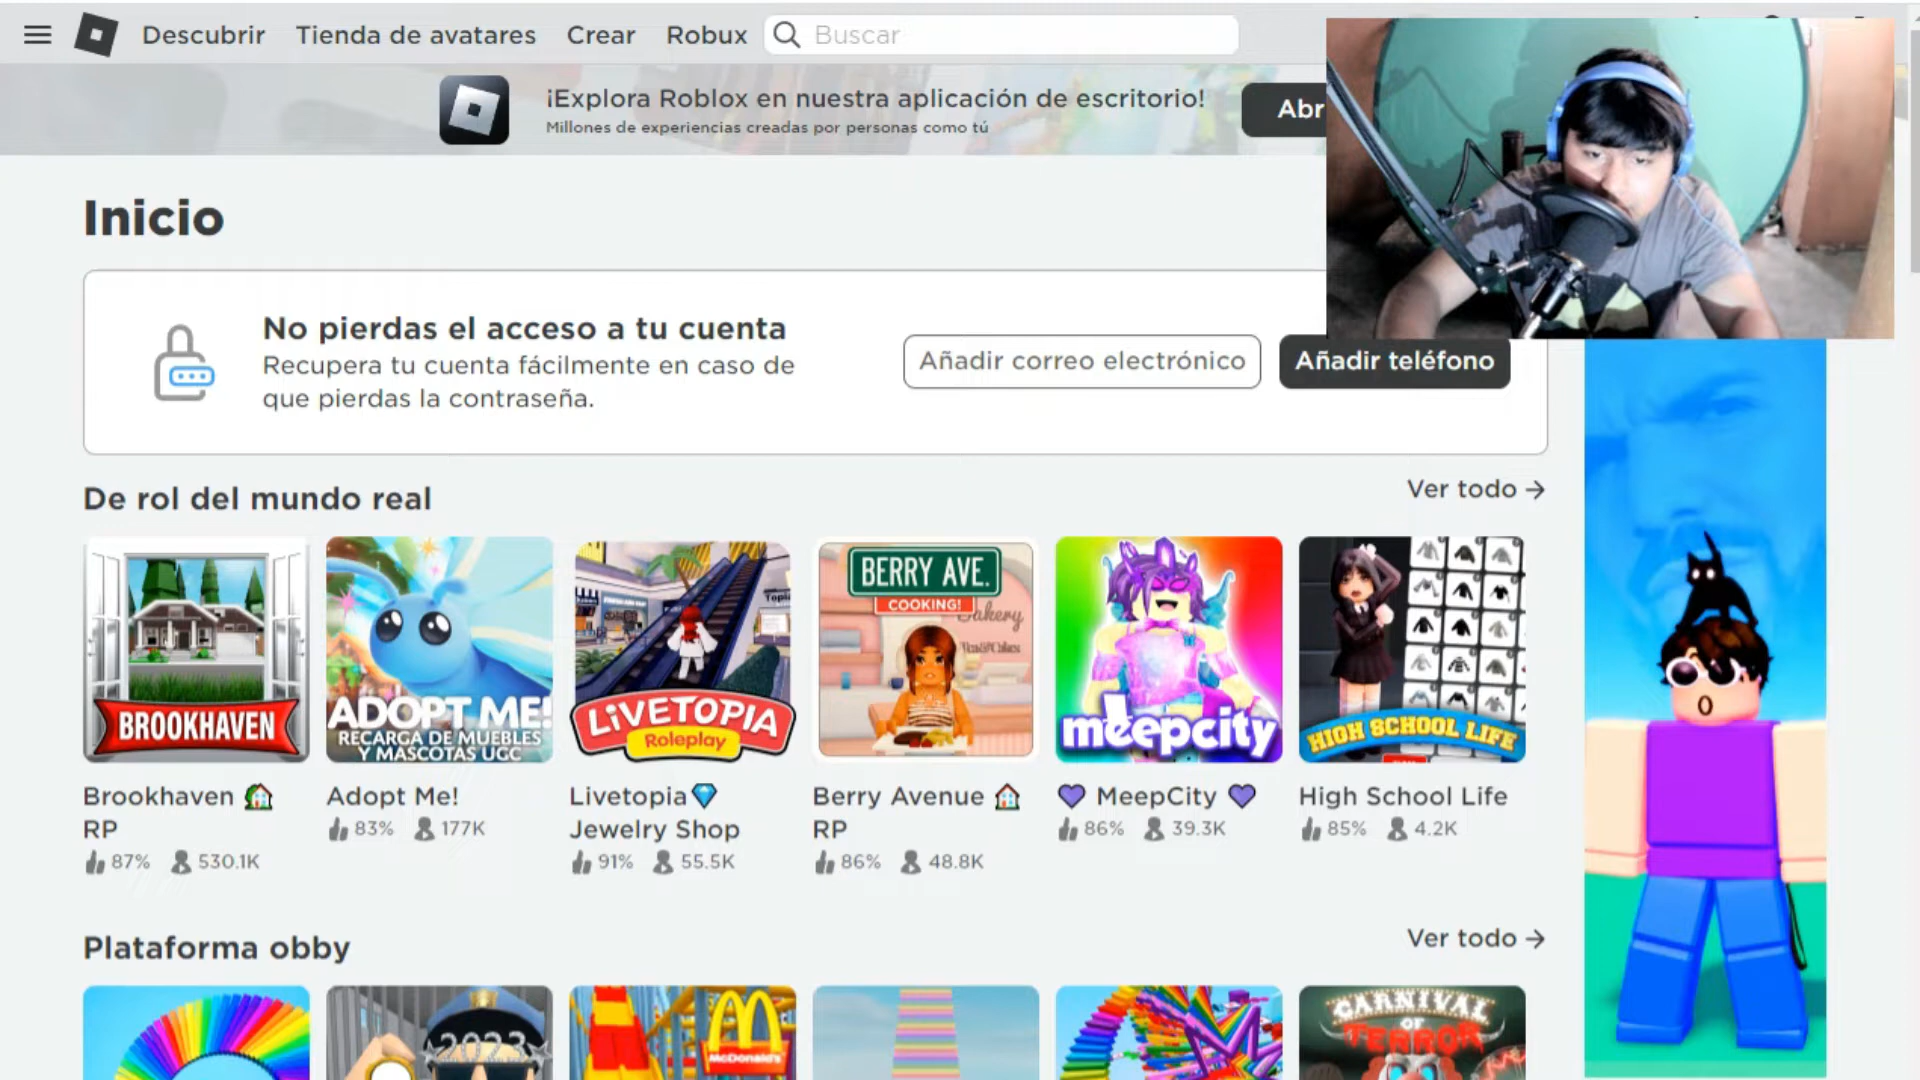 Descubrir Tienda de avatares Crear Robux Buscar
¡Explora Roblox en nuestra aplicación de escritorio!
Millones de experiencias creadas por personas como tú
Abr
Inicio
No pierdas el acceso a tu cuenta
Recupera tu cuenta fácilmente en caso de
que pierdas la contraseña.
Añadir correo electrónico Añadir teléfono
De rol del mundo real
Ver todo →
BROOKHAVEN
ADOPT ME!
RECARGA DE MUEBLES
Y MASCOTAS UGC
LIVETOPIA
Roleplay
BERRY AVE.
COOKING!
Bakery
meepcity
HIGH SCHOOL LIFE
Brookhaven 🏡
RP
87% 530.1K
Adopt Me!
83% 177K
Livetopia💎
Jewelry Shop
91% 55.5K
Berry Avenue 🏠
RP
86% 48.8K
💜 MeepCity 💜
86% 39.3K
High School Life
85% 4.2K
Plataforma obby
Ver todo →
2023
McDonald's
CARNIVAL
OF
TERROR